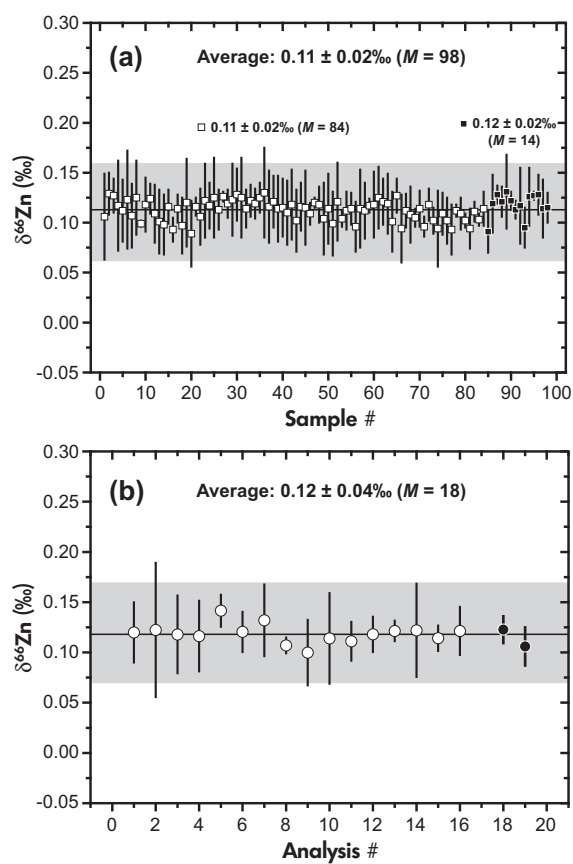 0.30
(a)
Average: 0.11 ± 0.02‰ (M = 98)
0.25
0.20
0.11 ± 0.02‰ (M = 84)
0.12 ± 0.02‰
(M = 14)
0.15
0.10
0.05
0.00
-0.05
δ⁶⁶Zn (‰)
0 10 20 30 40 50 60 70 80 90 100
Sample #
0.30
(b)
Average: 0.12 ± 0.04‰ (M = 18)
0.25
0.20
0.15
0.10
0.05
0.00
-0.05
δ⁶⁶Zn (‰)
0 2 4 6 8 10 12 14 16 18 20
Analysis #